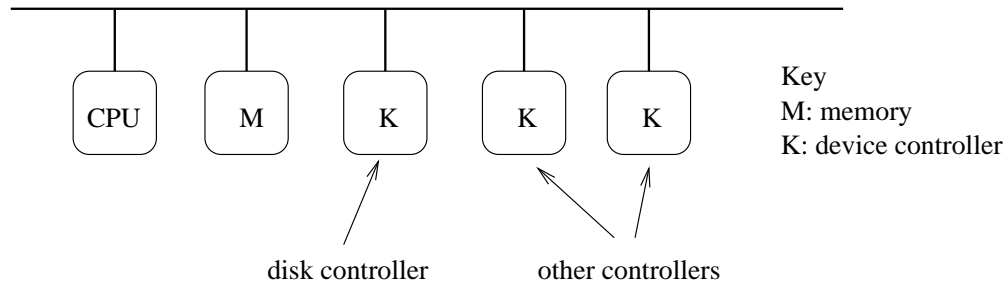 CPU
M
K
K
K
Key
M: memory
K: device controller
disk controller
other controllers